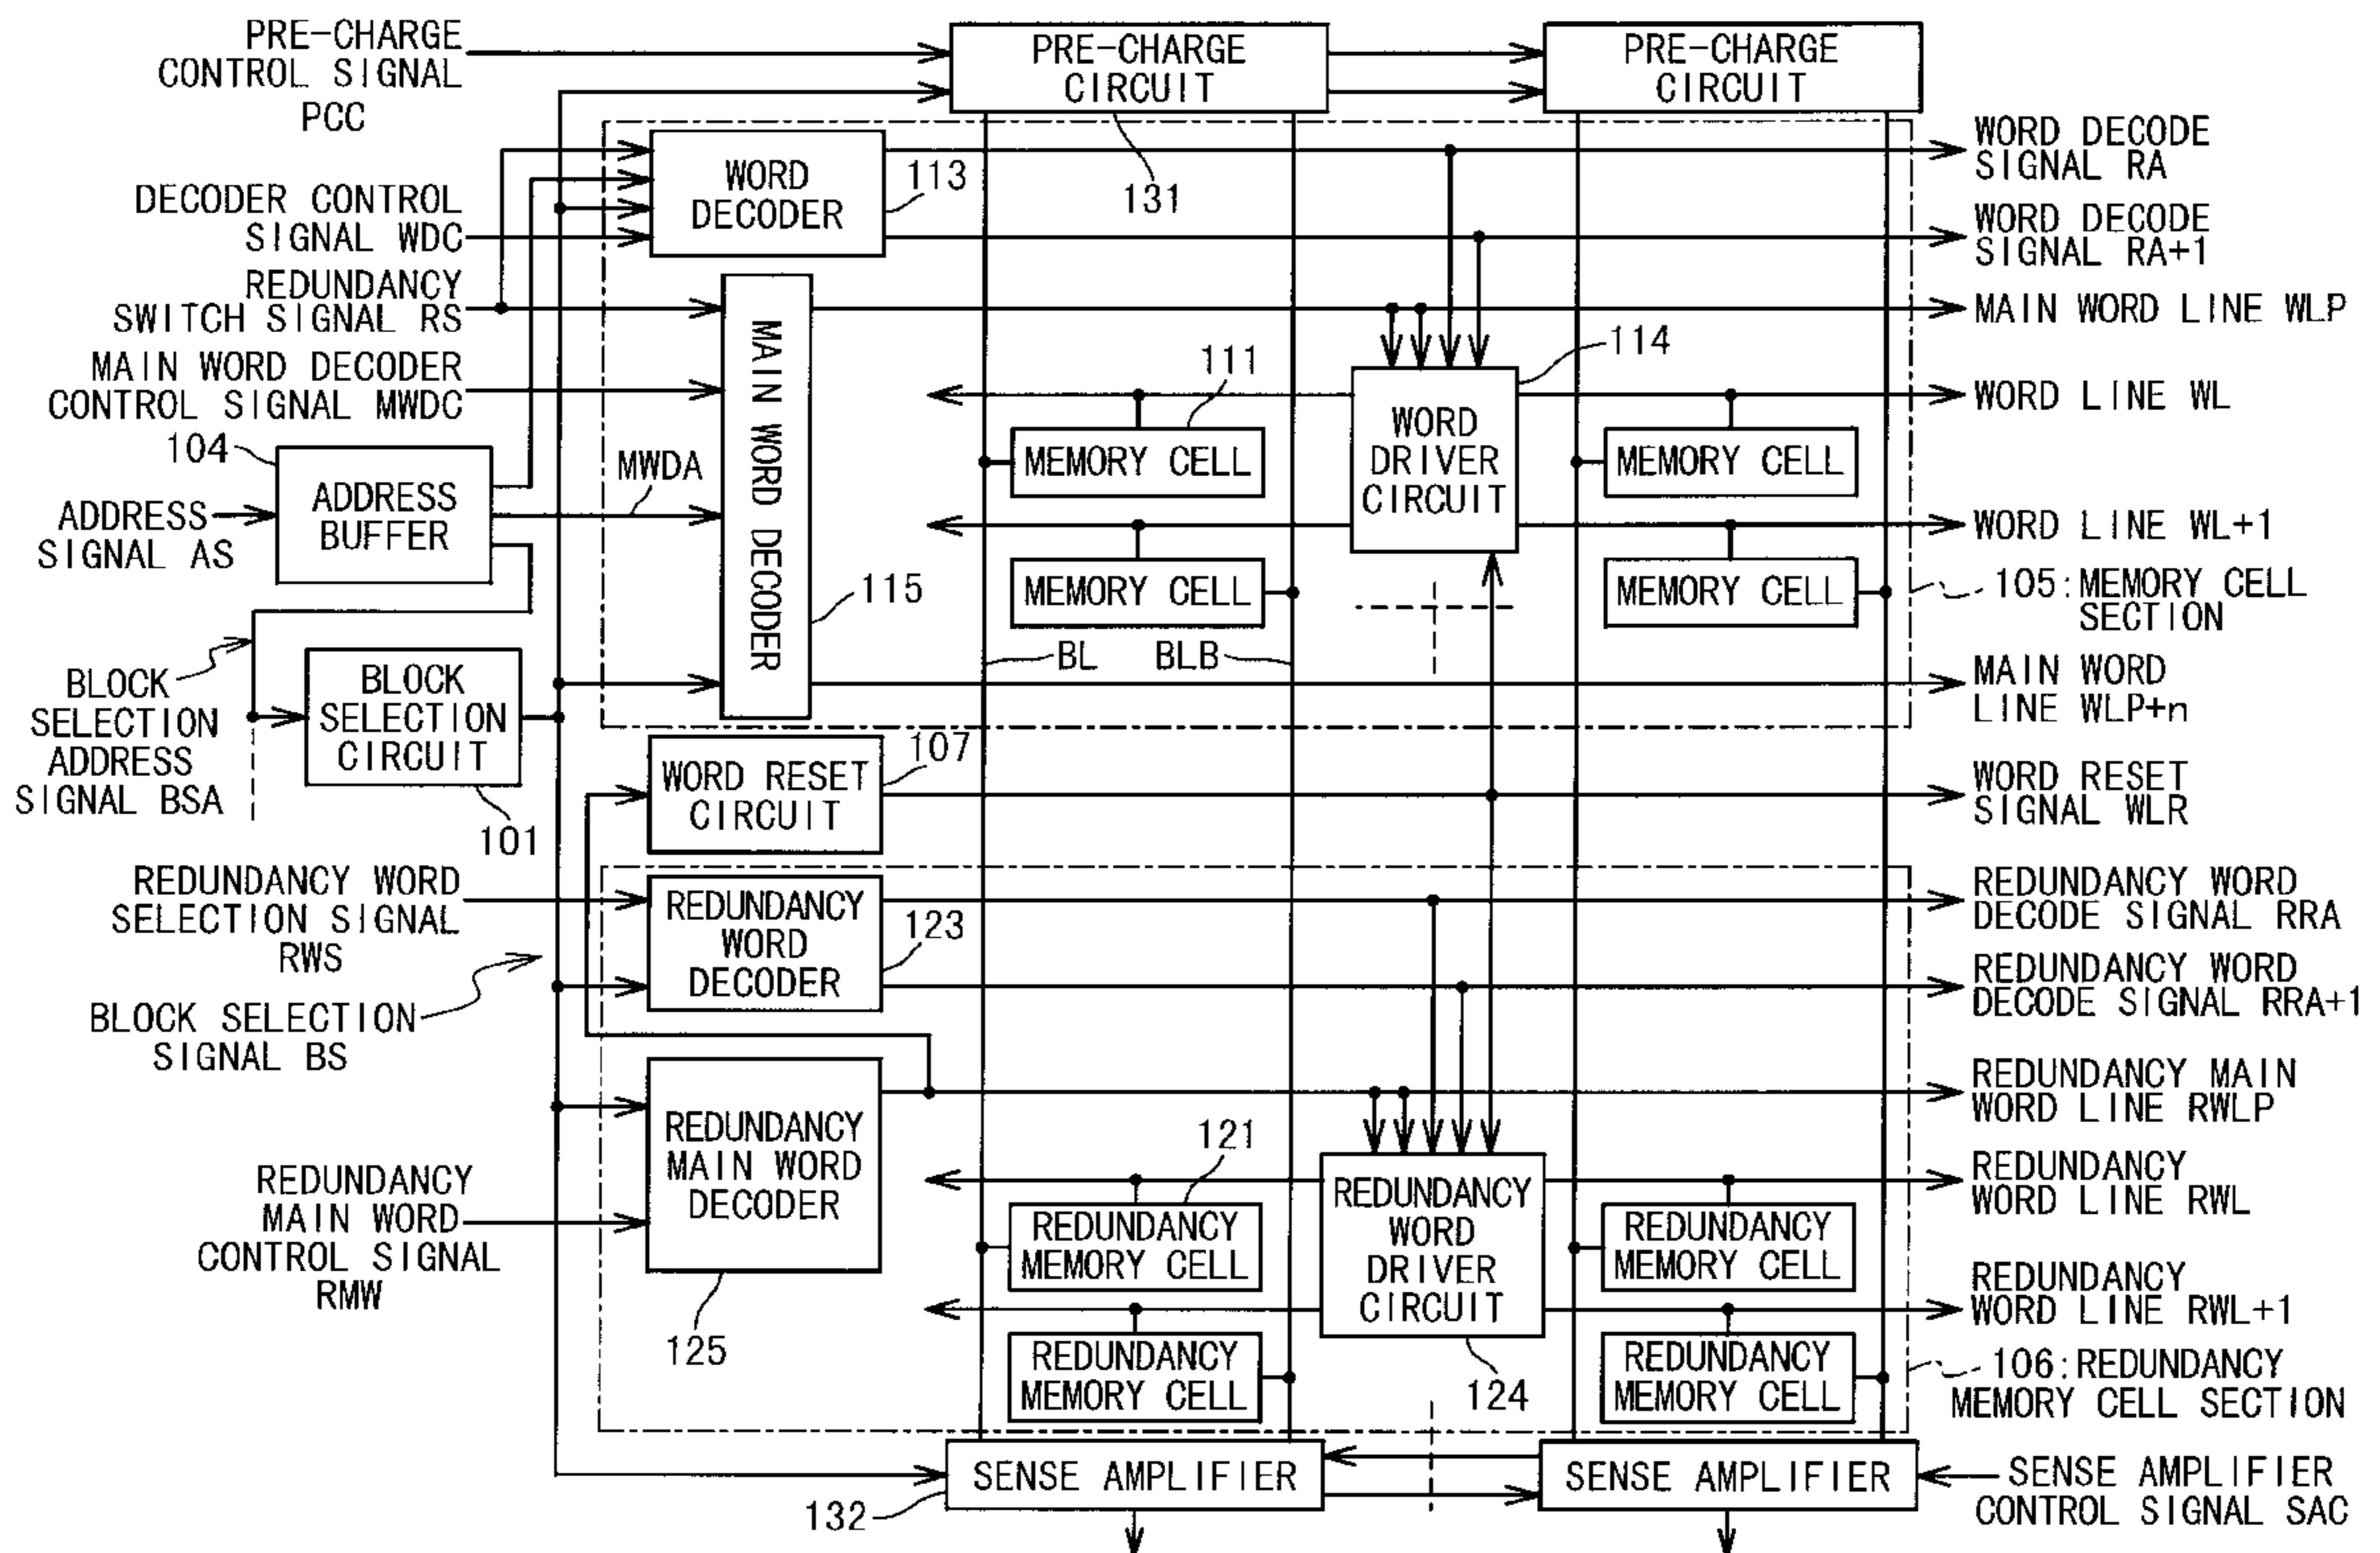 PRE-CHARGE
CONTROL SIGNAL
PCC
PRE-CHARGE
CIRCUIT
PRE-CHARGE
CIRCUIT
131
DECODER CONTROL
SIGNAL WDC
WORD
DECODER
113
WORD DECODE
SIGNAL RA
WORD DECODE
SIGNAL RA+1
REDUNDANCY
SWITCH SIGNAL RS
MAIN WORD LINE WLP
MAIN WORD DECODER
CONTROL SIGNAL MWDC
MAIN WORD DECODER
115
111
114
WORD LINE WL
104
ADDRESS
BUFFER
MWDA
MEMORY CELL
WORD
DRIVER
CIRCUIT
MEMORY CELL
ADDRESS
SIGNAL AS
WORD LINE WL+1
MEMORY CELL
MEMORY CELL
105:MEMORY CELL
SECTION
BL
BLB
BLOCK
SELECTION
ADDRESS
SIGNAL BSA
BLOCK
SELECTION
CIRCUIT
101
MAIN WORD
LINE WLP+n
WORD RESET
CIRCUIT
107
WORD RESET
SIGNAL WLR
REDUNDANCY WORD
SELECTION SIGNAL
RWS
REDUNDANCY
WORD
DECODER
123
REDUNDANCY WORD
DECODE SIGNAL RRA
REDUNDANCY WORD
DECODE SIGNAL RRA+1
BLOCK SELECTION
SIGNAL BS
REDUNDANCY
MAIN WORD
DECODER
125
REDUNDANCY MAIN
WORD LINE RWLP
REDUNDANCY
MAIN WORD
CONTROL SIGNAL
RMW
121
REDUNDANCY
MEMORY CELL
REDUNDANCY
WORD
DRIVER
CIRCUIT
124
REDUNDANCY
MEMORY CELL
REDUNDANCY
WORD LINE RWL
REDUNDANCY
MEMORY CELL
REDUNDANCY
MEMORY CELL
REDUNDANCY
WORD LINE RWL+1
106:REDUNDANCY
MEMORY CELL SECTION
SENSE AMPLIFIER
132
SENSE AMPLIFIER
SENSE AMPLIFIER
CONTROL SIGNAL SAC